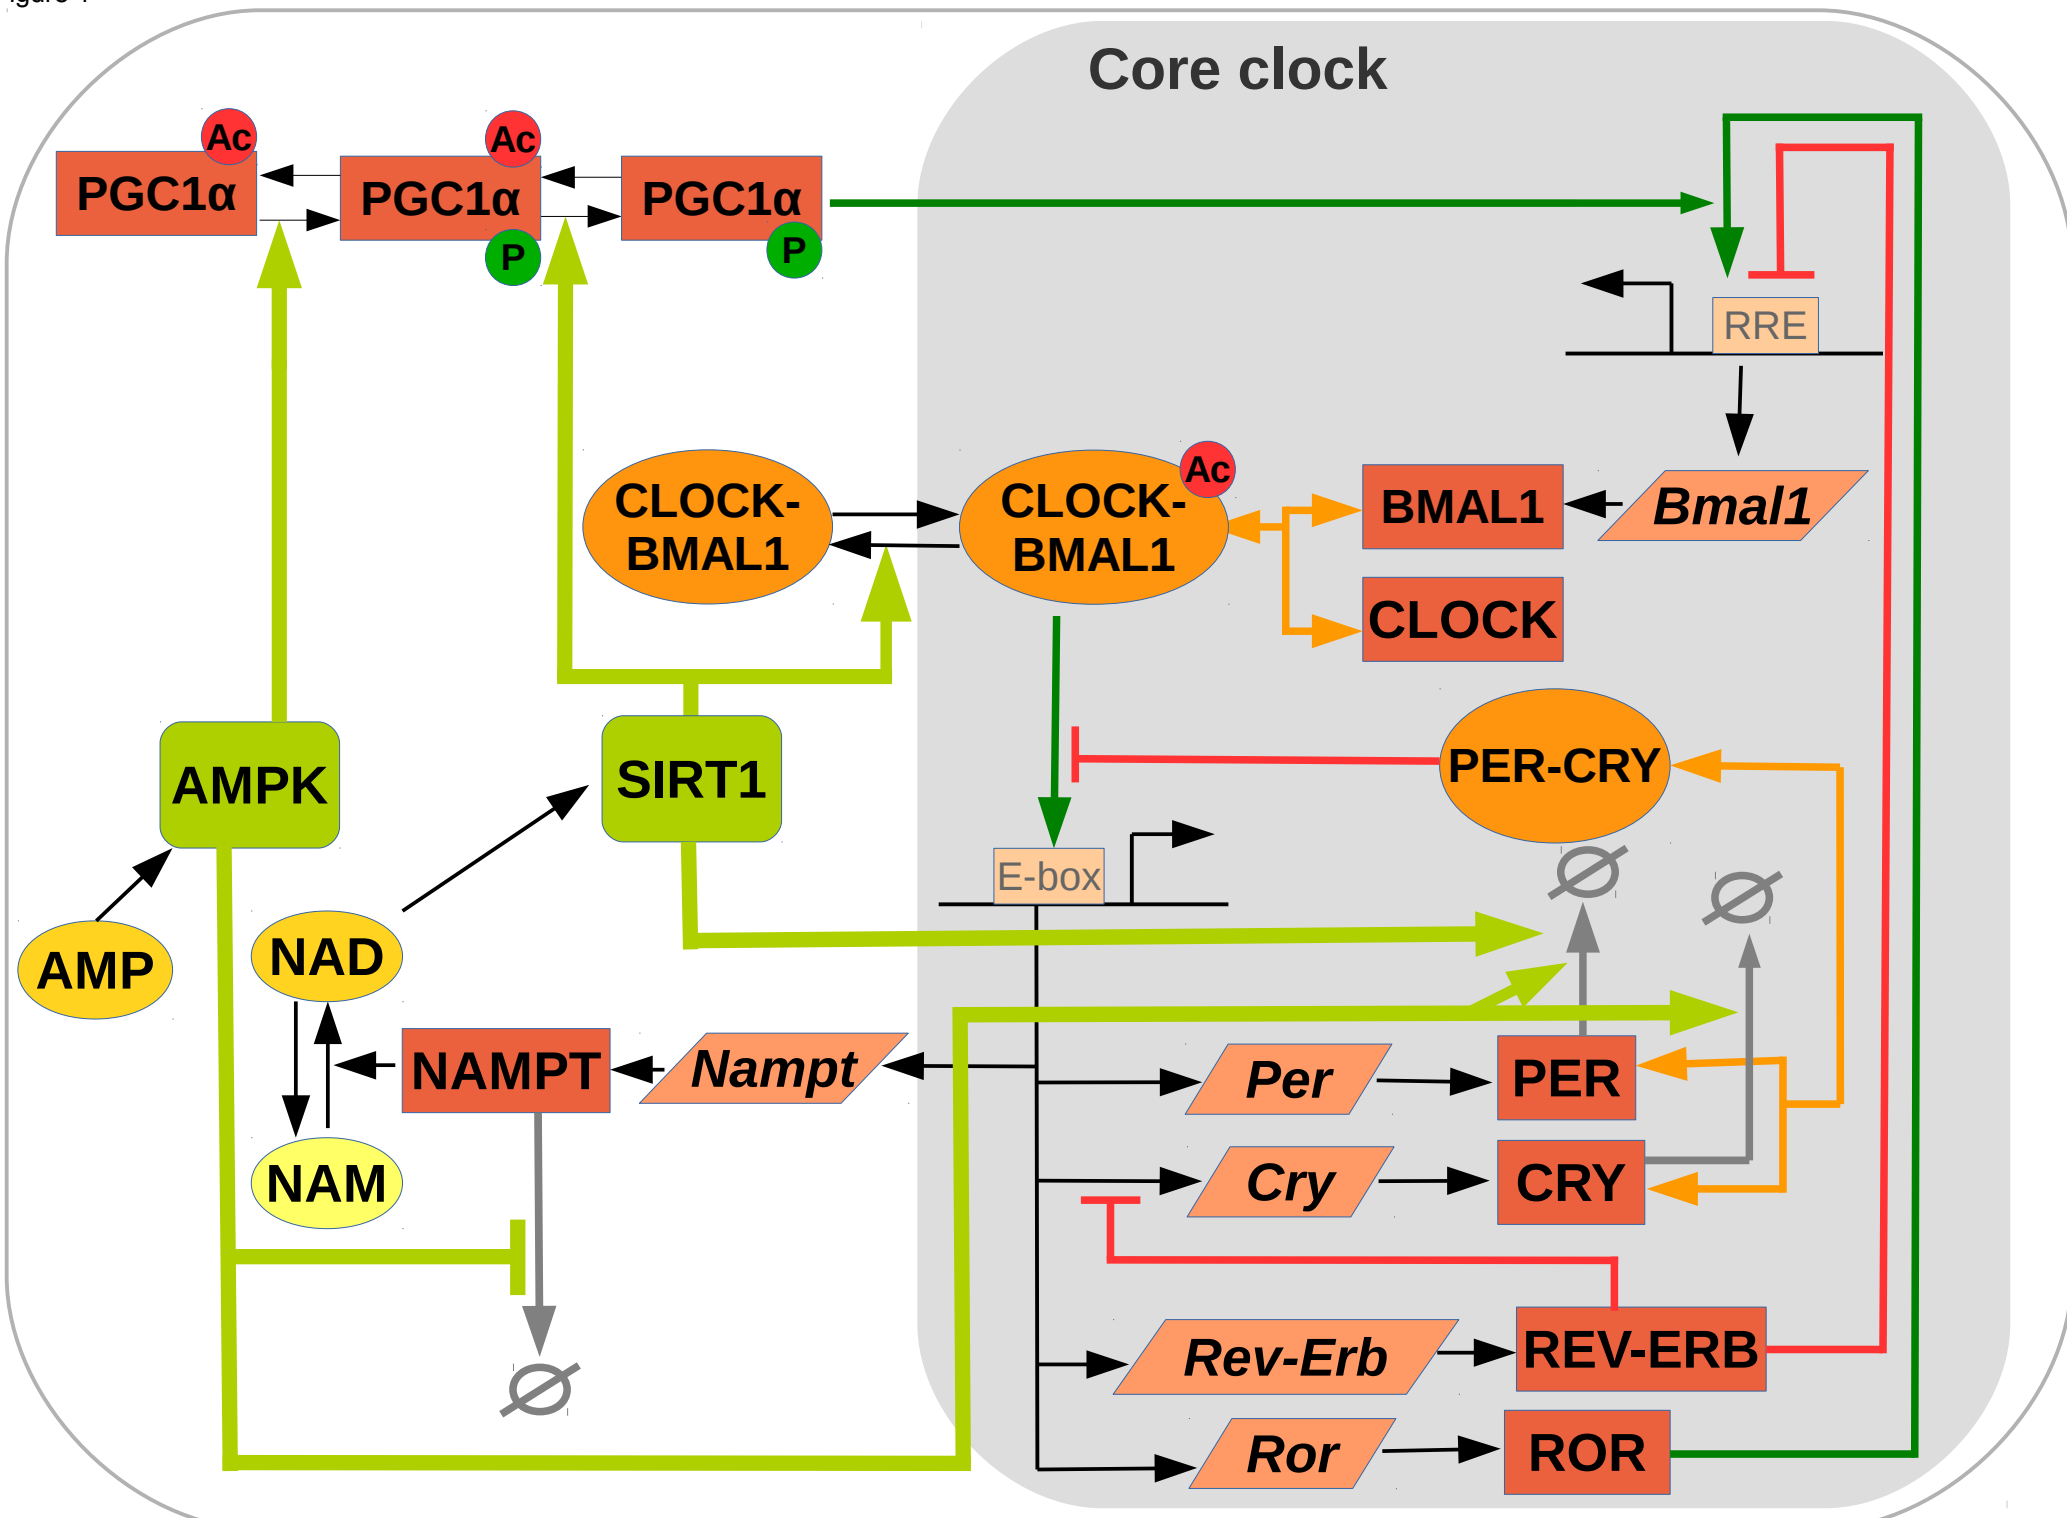 Core clock
Ac
PGC1α
Ac
PGC1α
P
PGC1α
P
RRE
CLOCK-
BMAL1
CLOCK-
BMAL1
Ac
BMAL1
Bmal1
CLOCK
AMPK
SIRT1
PER-CRY
E-box
AMP
NAD
NAMPT
Nampt
Per
PER
NAM
Cry
CRY
Rev-Erb
REV-ERB
Ror
ROR